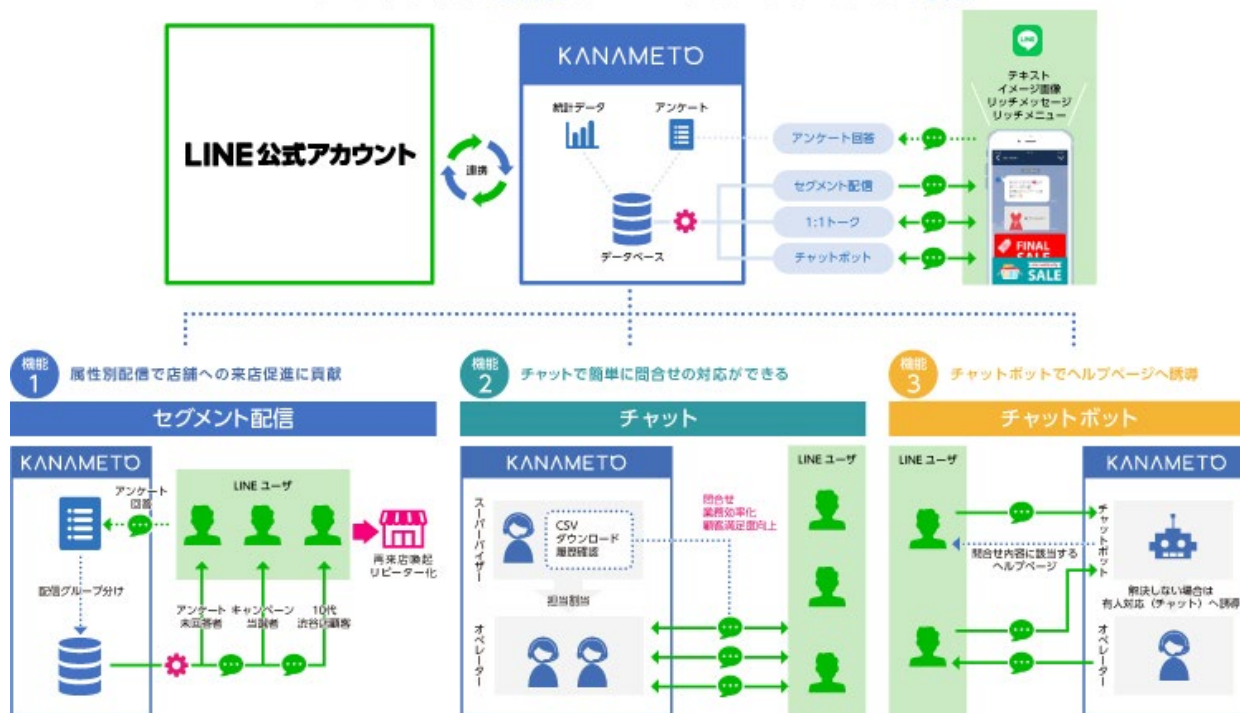 LINE 公式アカウント
連携
KANAMETO
統計データ
アンケート
データベース
アンケート回答
セグメント配信
1:1トーク
チャットボット
LINE
テキスト
イメージ画像
リッチメッセージ
リッチメニュー
FINAL
SALE
SALE
機能
1
属性別配信で店舗への来店促進に貢献
セグメント配信
KANAMETO
アンケート
回答
配信グループ分け
LINE ユーザ
再来店喚起
リピーター化
アンケート
未回答者
キャンペーン
当選者
10代
渋谷店顧客
機能
2
チャットで簡単に問合せの対応ができる
チャット
KANAMETO
スーパーバイザー
CSV
ダウンロード
履歴確認
担当割当
オペレーター
問合せ
業務効率化
顧客満足度向上
LINE ユーザ
機能
3
チャットボットでヘルプページへ誘導
チャットボット
LINE ユーザ
KANAMETO
チャットボット
問合せ内容に該当する
ヘルプページ
解決しない場合は
有人対応（チャット）へ誘導
オペレーター